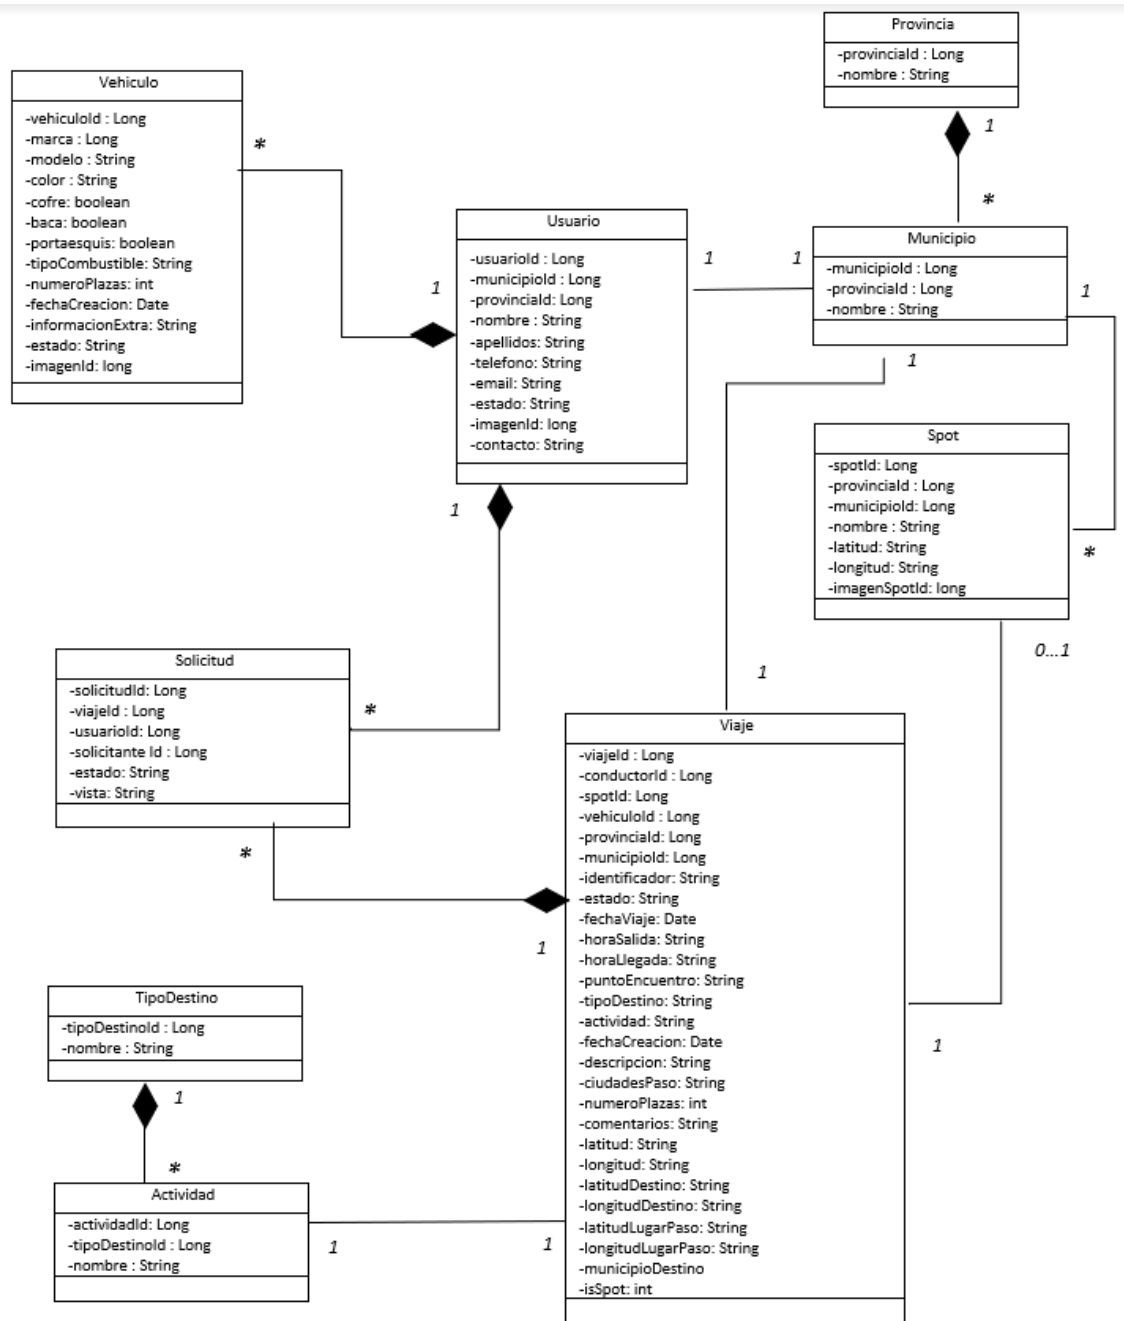 Provincia
-provinciaId : Long
-nombre : String
1
*
Vehiculo
-vehiculoId : Long
-marca : Long
-modelo : String
-color : String
-cofre: boolean
-baca: boolean
-portaesquis: boolean
-tipoCombustible: String
-numeroPlazas: int
-fechaCreacion: Date
-informacionExtra: String
-estado: String
-imagenId: long
*
1
Usuario
-usuarioId : Long
-municipioId : Long
-provinciaId: Long
-nombre : String
-apellidos: String
-telefono: String
-email: String
-estado: String
-imagenId: long
-contacto: String
1
1
1
Municipio
-municipioId : Long
-provinciaId : Long
-nombre : String
1
1
Spot
-spotId: Long
-provinciaId : Long
-municipioId: Long
-nombre : String
-latitud: String
-longitud: String
-imagenSpotId: long
*
0...1
Solicitud
-solicitudId: Long
-viajeId : Long
-usuarioId: Long
-solicitante Id : Long
-estado: String
-vista: String
*
*
1
1
Viaje
-viajeId : Long
-conductorId : Long
-spotId: Long
-vehiculoId : Long
-provinciaId: Long
-municipioId: Long
-identificador: String
-estado: String
-fechaViaje: Date
-horaSalida: String
-horaLlegada: String
-puntoEncuentro: String
-tipoDestino: String
-actividad: String
-fechaCreacion: Date
-descripcion: String
-ciudadesPaso: String
-numeroPlazas: int
-comentarios: String
-latitud: String
-longitud: String
-latitudDestino: String
-longitudDestino: String
-latitudLugarPaso: String
-longitudLugarPaso: String
-municipioDestino
-isSpot: int
1
TipoDestino
-tipoDestinoId : Long
-nombre : String
1
*
Actividad
-actividadId: Long
-tipoDestinoId : Long
-nombre : String
1
1